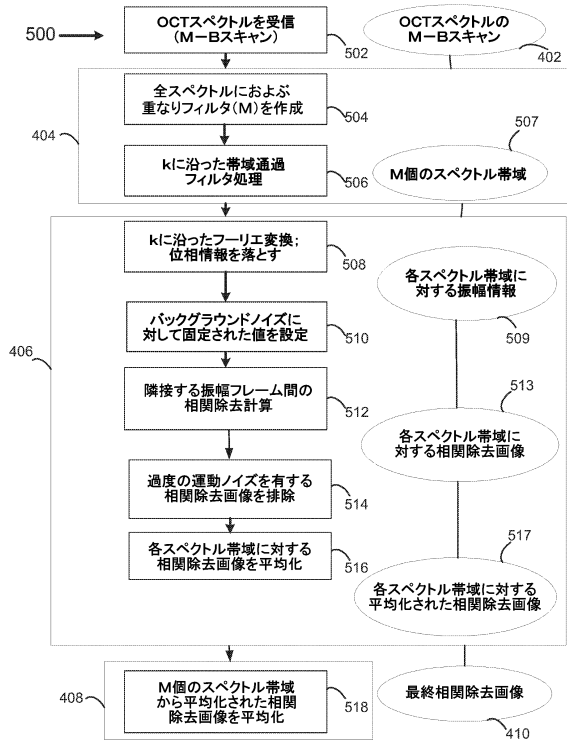 500
OCTスペクトルを受信
(M-Bスキャン)
502
OCTスペクトルの
M-Bスキャン
402
404
全スペクトルにおよぶ
重なりフィルタ(M)を作成
504
507
kに沿った帯域通過
フィルタ処理
506
M個のスペクトル帯域
406
kに沿ったフーリエ変換;
位相情報を落とす
508
各スペクトル帯域に
対する振幅情報
509
バックグラウンドノイズに
対して固定された値を設定
510
隣接する振幅フレーム間の
相関除去計算
512
513
各スペクトル帯域に
対する相関除去画像
過度の運動ノイズを有する
相関除去画像を排除
514
各スペクトル帯域に対する
相関除去画像を平均化
516
517
各スペクトル帯域に対する
平均化された相関除去画像
408
M個のスペクトル帯域
から平均化された相関
除去画像を平均化
518
最終相関除去画像
410